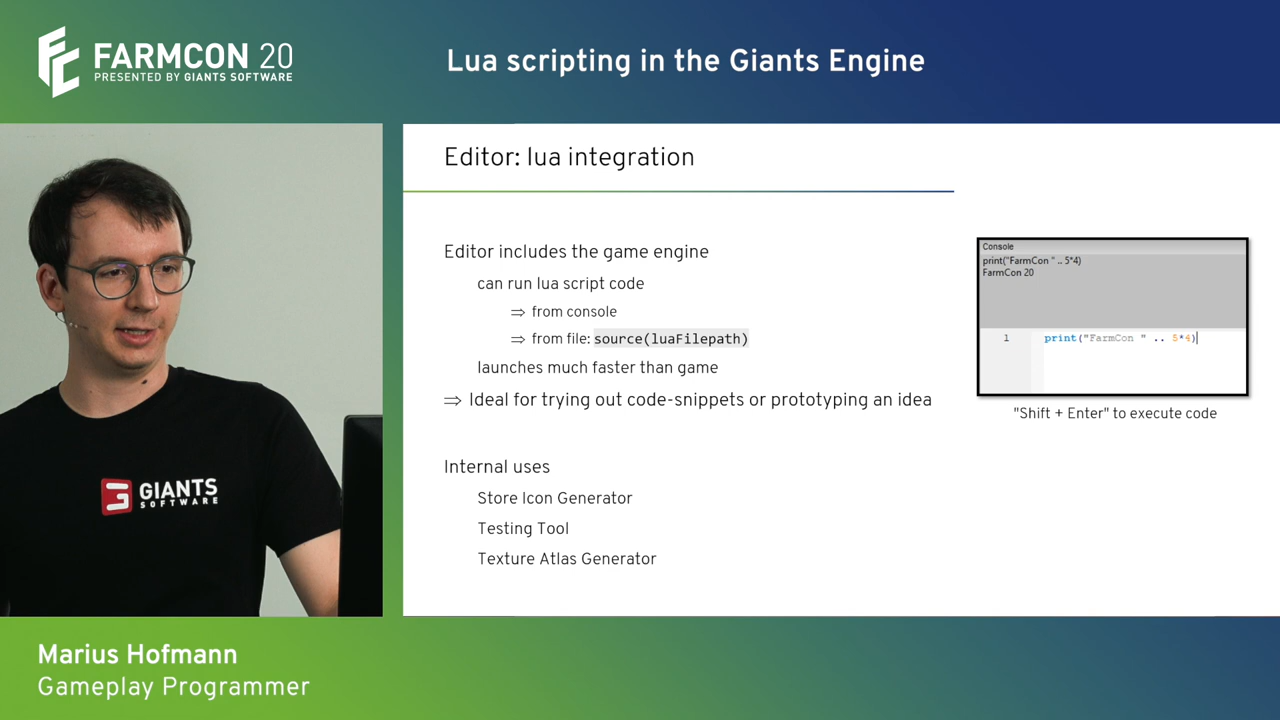 FARMCON 20
PRESENTED BY GIANTS SOFTWARE
Lua scripting in the Giants Engine
GIANTS
SOFTWARE
Editor: lua integration
Editor includes the game engine
can run lua script code
⇒ from console
⇒ from file: source(luaFilepath)
launches much faster than game
⇒ Ideal for trying out code-snippets or prototyping an idea
Internal uses
Store Icon Generator
Testing Tool
Texture Atlas Generator
Console
print("FarmCon " .. 5*4)
FarmCon 20
1 print("FarmCon " .. 5*4)
"Shift + Enter" to execute code
Marius Hofmann
Gameplay Programmer